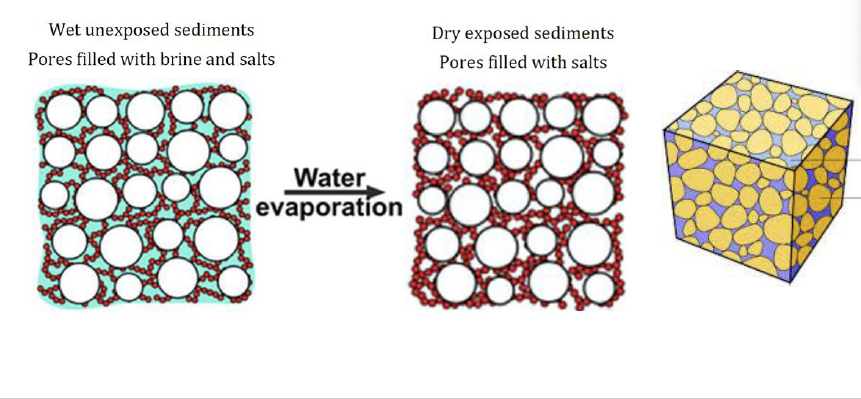 Wet unexposed sediments
Pores filled with brine and salts
Dry exposed sediments
Pores filled with salts
Water
evaporation